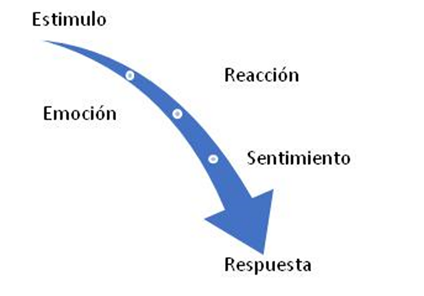 Estimulo
Reacción
Emoción
Sentimiento
Respuesta